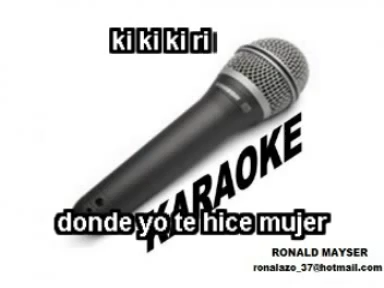 ki ki ki ri
KARAOKE
donde yo te hice mujer
RONALD MAYSER
ronalazo_37@hotmail.com